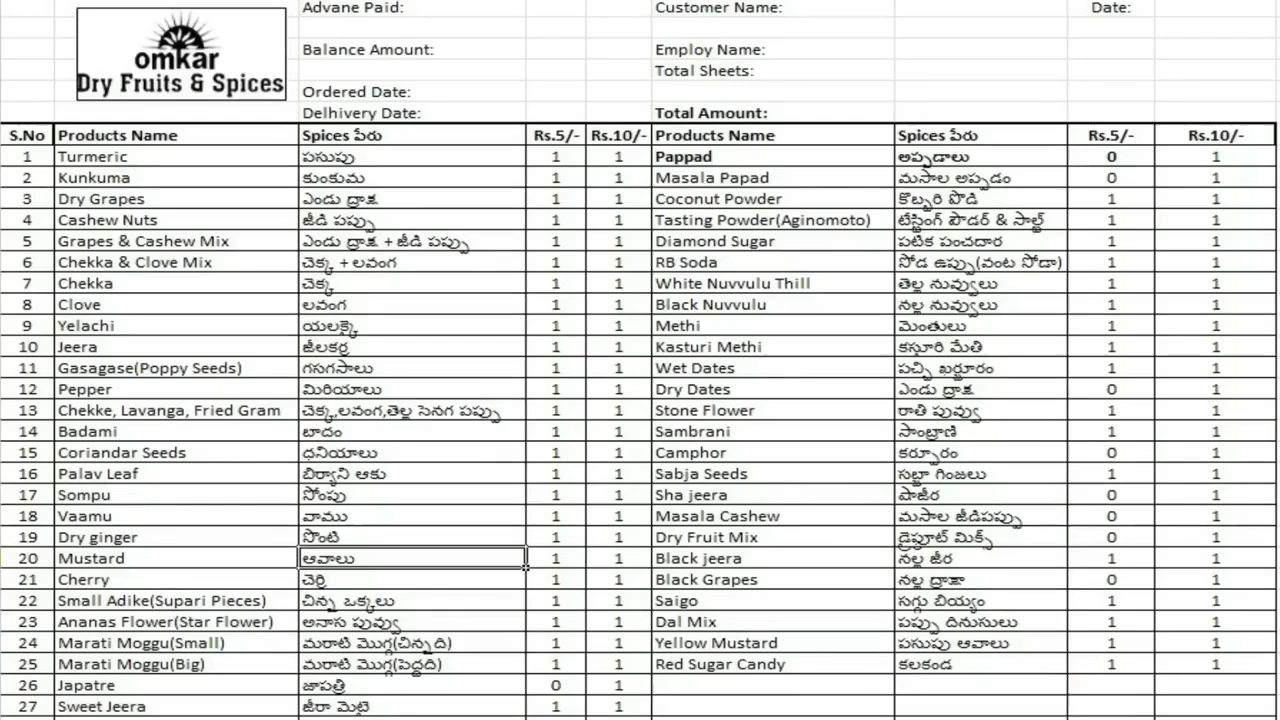 Advane Paid: Customer Name: Date:
omkar
Dry Fruits & Spices
Balance Amount: Employ Name:
Total Sheets:
Ordered Date:
Delhivery Date: Total Amount:
S.No Products Name Spices పేరు Rs.5/- Rs.10/- Products Name Spices పేరు Rs.5/- Rs.10/-
1 Turmeric పసుపు 1 1 Pappad అప్పడాలు 0 1
2 Kunkuma కుంకుమ 1 1 Masala Papad మసాల అప్పడం 0 1
3 Dry Grapes ఎండు ద్రాక్ష 1 1 Coconut Powder కొబ్బరి పొడి 1 1
4 Cashew Nuts జీడి పప్పు 1 1 Tasting Powder(Aginomoto) టేస్టింగ్ పౌడర్ & సాల్ట్ 1 1
5 Grapes & Cashew Mix ఎండు ద్రాక్ష + జీడి పప్పు 1 1 Diamond Sugar పటిక పంచదార 1 1
6 Chekka & Clove Mix చెక్క + లవంగ 1 1 RB Soda సోడ ఉప్పు(వంట సోడా) 1 1
7 Chekka చెక్క 1 1 White Nuvvulu Thill తెల్ల నువ్వులు 1 1
8 Clove లవంగ 1 1 Black Nuvvulu నల్ల నువ్వులు 1 1
9 Yelachi యలక్కై 1 1 Methi మెంతులు 1 1
10 Jeera జీలకర్ర 1 1 Kasturi Methi కస్తూరి మేతి 1 1
11 Gasagase(Poppy Seeds) గసగసాలు 1 1 Wet Dates పచ్చి ఖర్జూరం 1 1
12 Pepper మిరియాలు 1 1 Dry Dates ఎండు ద్రాక్ష 0 1
13 Chekke, Lavanga, Fried Gram చెక్క,లవంగ,తెల్ల సెనగ పప్పు 1 1 Stone Flower రాతి పువ్వు 1 1
14 Badami బాదం 1 1 Sambrani సాంబ్రాణి 1 1
15 Coriandar Seeds ధనియాలు 1 1 Camphor కర్పూరం 0 1
16 Palav Leaf బిర్యాని ఆకు 1 1 Sabja Seeds సబ్జా గింజలు 1 1
17 Sompu సోంపు 1 1 Sha jeera షాజీర 0 1
18 Vaamu వాము 1 1 Masala Cashew మసాల జీడిపప్పు 0 1
19 Dry ginger సొంటి 1 1 Dry Fruit Mix డ్రైఫ్రూట్ మిక్స్ 0 1
20 Mustard ఆవాలు 1 1 Black jeera నల్ల జీర 1 1
21 Cherry చెర్రి 1 1 Black Grapes నల్ల ద్రాక్షా 0 1
22 Small Adike(Supari Pieces) చిన్న ఒక్కలు 1 1 Saigo సగ్గు బియ్యం 1 1
23 Ananas Flower(Star Flower) అనాస పువ్వు 1 1 Dal Mix పప్పు దినుసులు 1 1
24 Marati Moggu(Small) మరాటి మొగ్గ(చిన్నది) 1 1 Yellow Mustard పసుపు ఆవాలు 1 1
25 Marati Moggu(Big) మరాటి మొగ్గ(పెద్దది) 1 1 Red Sugar Candy కలకండ 1 1
26 Japatre జాపత్రి 0 1
27 Sweet Jeera జీరా మెట్టె 1 1